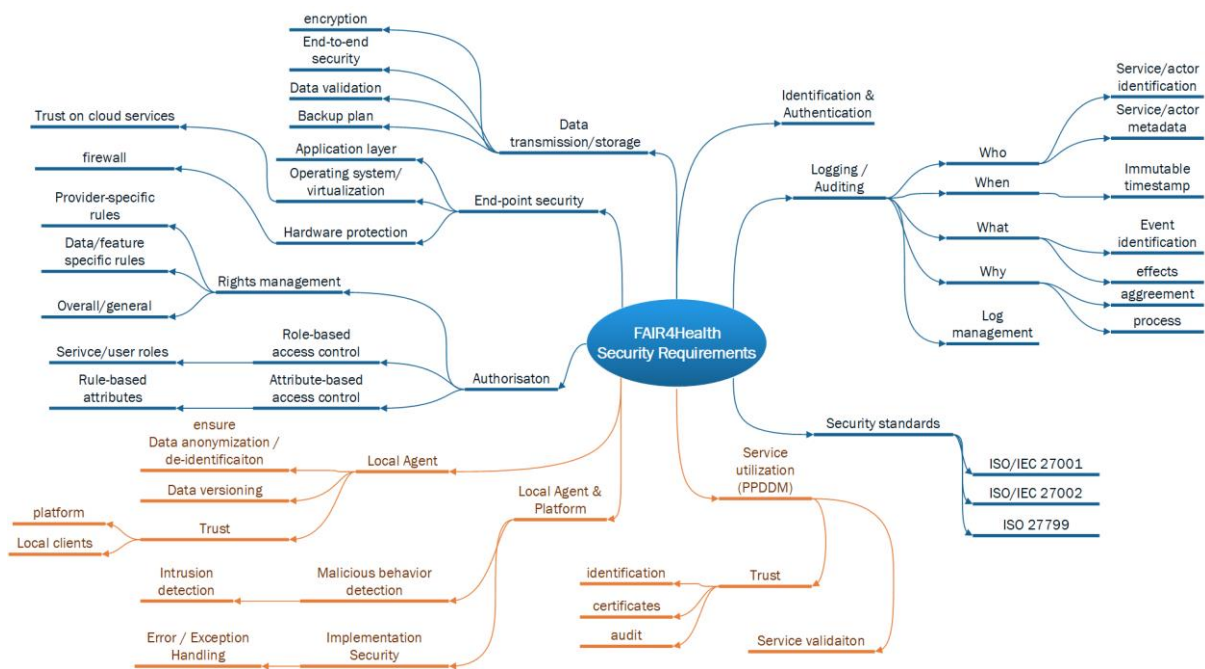 encryption
End-to-end
security
Data validation
Backup plan
Data
transmission/storage
Trust on cloud services
firewall
Application layer
Operating system/
virtualization
Hardware protection
End-point security
Provider-specific
rules
Data/feature
specific rules
Overall/general
Rights management
Serivce/user roles
Role-based
access control
Rule-based
attributes
Attribute-based
access control
Authorisaton
FAIR4Health
Security Requirements
Identification &
Authentication
Logging /
Auditing
Who
Service/actor
identification
Service/actor
metadata
When
Immutable
timestamp
What
Event
identification
effects
Why
aggreement
process
Log
management
Security standards
ISO/IEC 27001
ISO/IEC 27002
ISO 27799
ensure
Data anonymization /
de-identificaiton
Data versioning
Local Agent
platform
Local clients
Trust
Local Agent &
Platform
Intrusion
detection
Malicious behavior
detection
Error / Exception
Handling
Implementation
Security
Service
utilization
(PPDDM)
identification
certificates
audit
Trust
Service validaiton